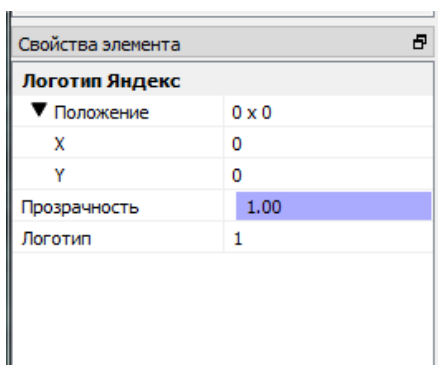 Свойства элемента
Логотип Яндекс
Положение 0 x 0
X 0
Y 0
Прозрачность 1.00
Логотип 1